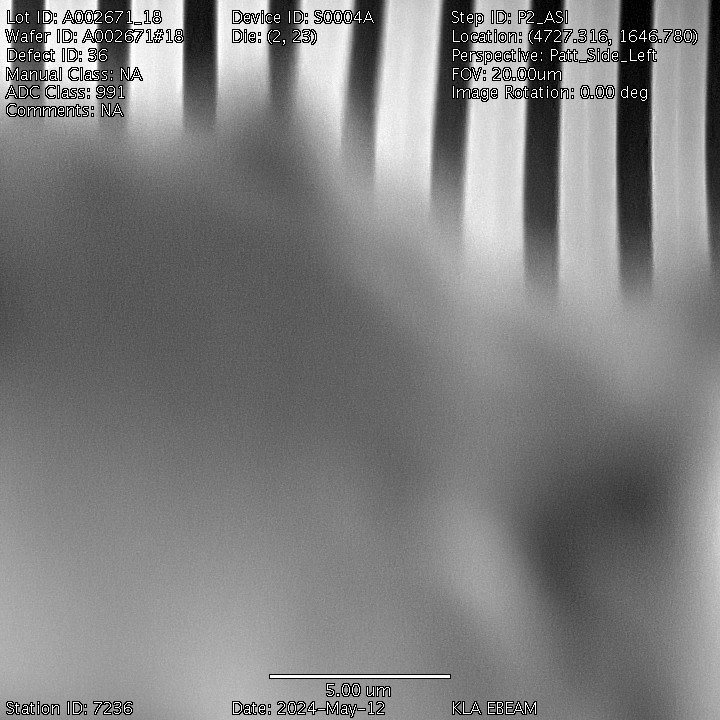 Lot ID: A002671_18
Device ID: S0004A
Step ID: P2_ASI
Wafer ID: A002671#18
Die: (2, 23)
Location: (4727.316, 1646.780)
Defect ID: 36
Perspective: Patt_Side_Left
Manual Class: NA
FOV: 20.00um
ADC Class: 991
Image Rotation: 0.00 deg
Comments: NA
5.00 um
Station ID: 7236
Date: 2024-May-12
KLA EBEAM